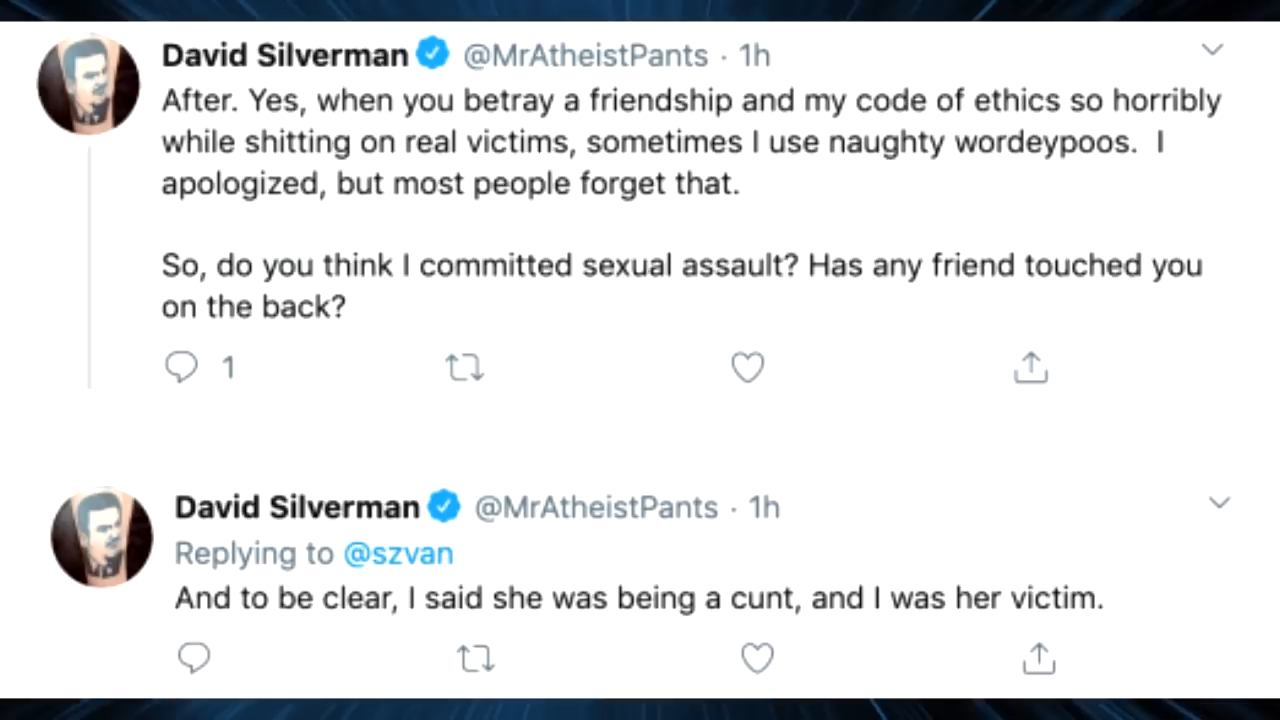 David Silverman @MrAtheistPants · 1h
After. Yes, when you betray a friendship and my code of ethics so horribly
while shitting on real victims, sometimes I use naughty wordeypoos.  I
apologized, but most people forget that.
So, do you think I committed sexual assault? Has any friend touched you
on the back?
1
David Silverman @MrAtheistPants · 1h
Replying to @szvan
And to be clear, I said she was being a cunt, and I was her victim.